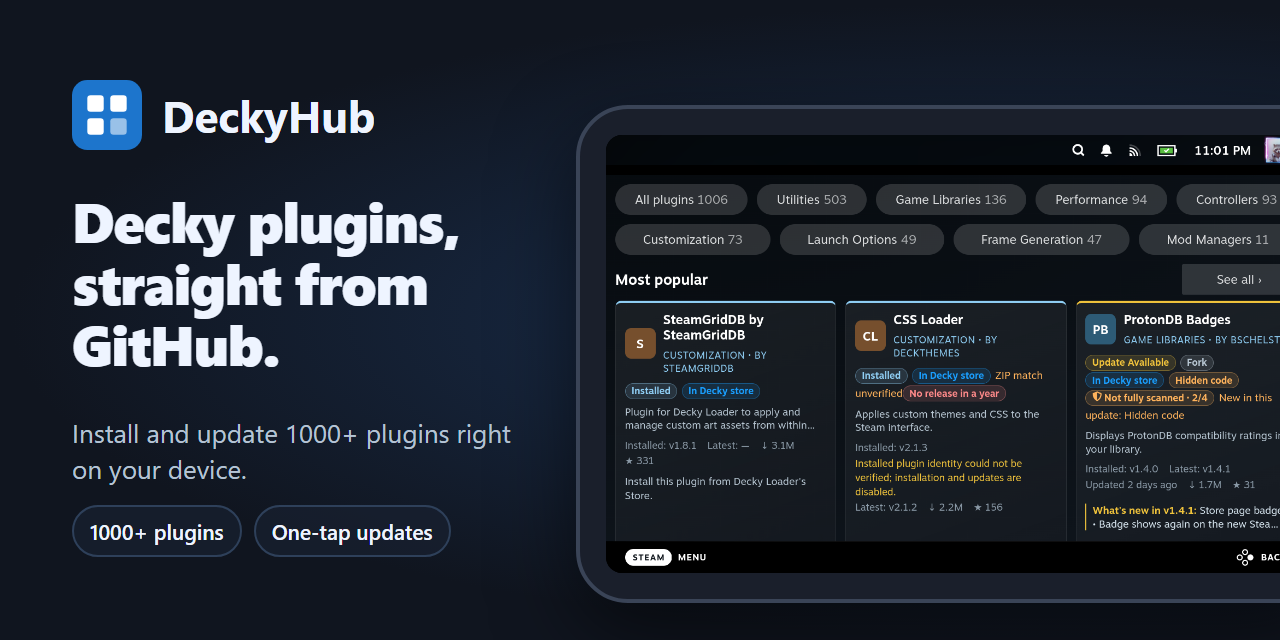 DeckyHub
Decky plugins,
straight from
GitHub.
Install and update 1000+ plugins right
on your device.
1000+ plugins
One-tap updates
11:01 PM
All plugins 1006
Utilities 503
Game Libraries 136
Performance 94
Controllers 93
Customization 73
Launch Options 49
Frame Generation 47
Mod Managers 11
Most popular
See all ›
S
SteamGridDB by
SteamGridDB
CUSTOMIZATION · BY
STEAMGRIDDB
Installed
In Decky store
Plugin for Decky Loader to apply and
manage custom art assets from within...
Installed: v1.8.1 Latest: — ↓ 3.1M
★ 331
Install this plugin from Decky Loader's
Store.
CL
CSS Loader
CUSTOMIZATION · BY
DECKTHEMES
Installed
In Decky store
ZIP match
unverified
No release in a year
Applies custom themes and CSS to the
Steam Interface.
Installed: v2.1.3
Installed plugin identity could not be
verified; installation and updates are
disabled.
Latest: v2.1.2 ↓ 2.2M ★ 156
PB
ProtonDB Badges
GAME LIBRARIES · BY BSCHELST
Update Available
Fork
In Decky store
Hidden code
Not fully scanned · 2/4
New in this
update: Hidden code
Displays ProtonDB compatibility ratings in
your library.
Installed: v1.4.0 Latest: v1.4.1
Updated 2 days ago ↓ 1.7M ★ 31
What's new in v1.4.1: Store page badge
• Badge shows again on the new Stea...
STEAM
MENU
BAC